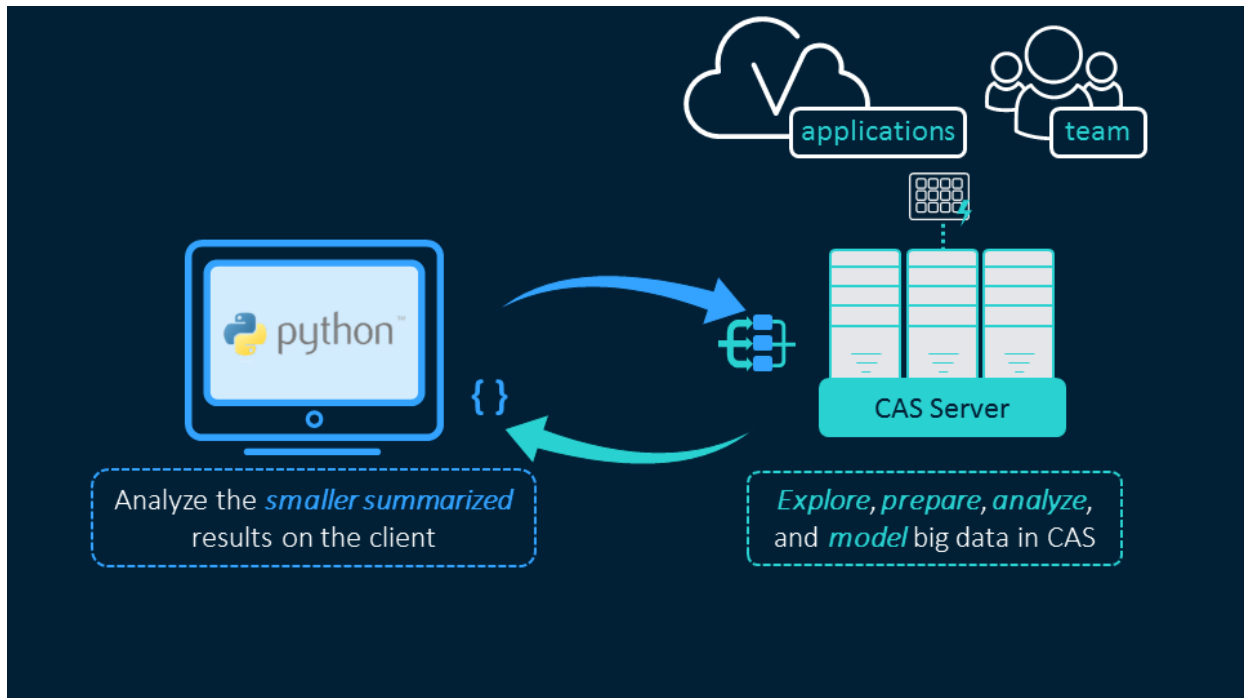 applications
team
python™
{ }
CAS Server
Analyze the smaller summarized
results on the client
Explore, prepare, analyze,
and model big data in CAS